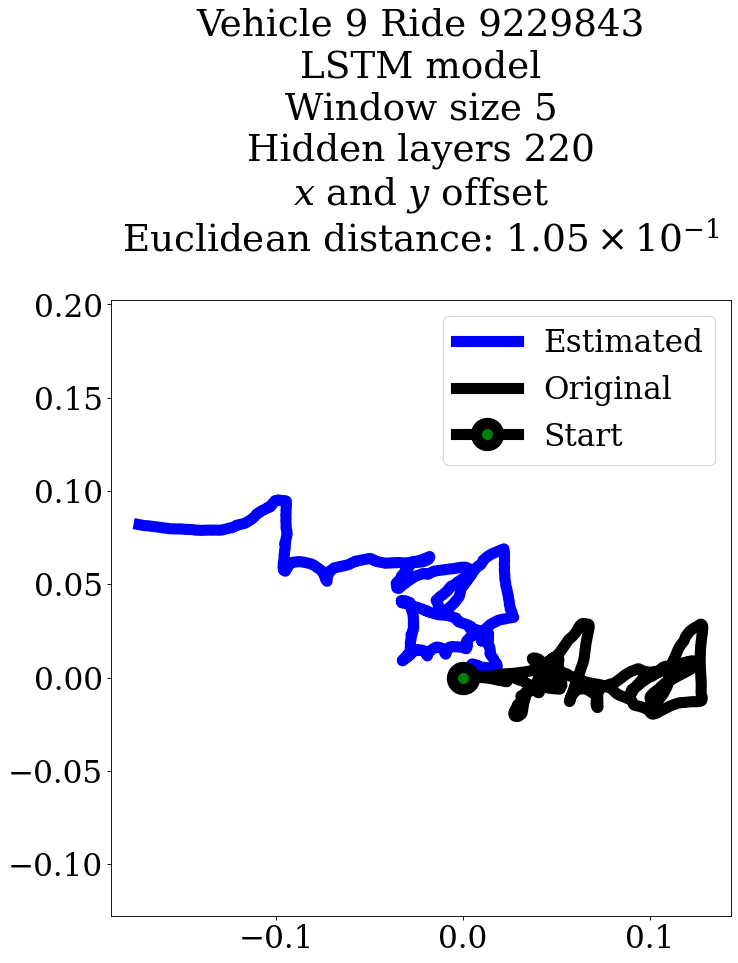 Vehicle 9 Ride 9229843
LSTM model
Window size 5
Hidden layers 220
x and y offset
Euclidean distance: 1.05 × 10⁻¹
Estimated
Original
Start
0.20
0.15
0.10
0.05
0.00
−0.05
−0.10
−0.1 0.0 0.1